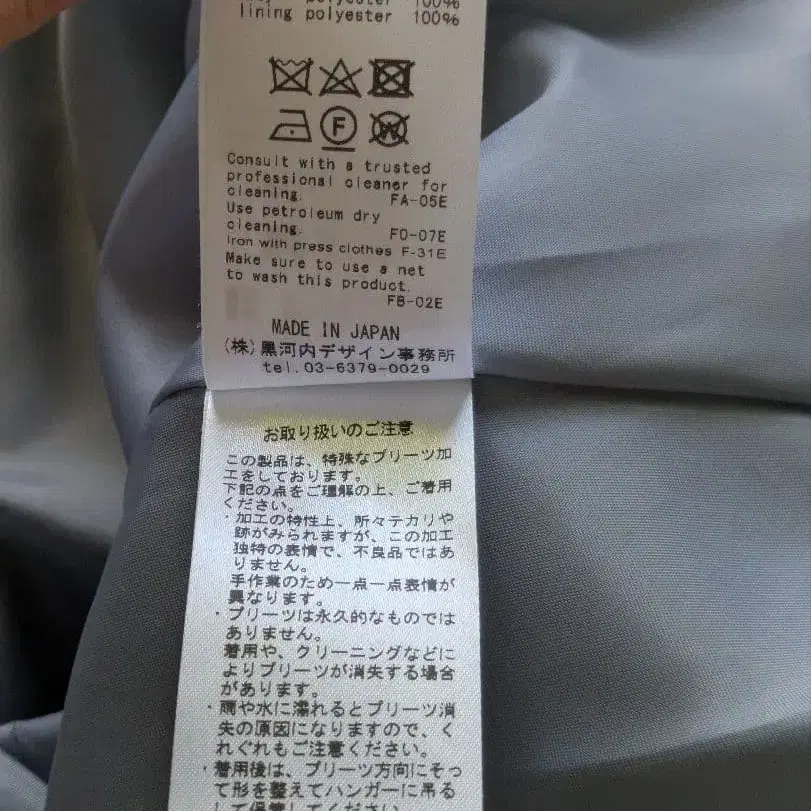 polyester 100%
lining polyester 100%
F
W
Consult with a trusted
professional cleaner for
cleaning. FA-05E
Use petroleum dry
cleaning. FO-07E
Iron with press clothes F-31E
Make sure to use a net
to wash this product.
FB-02E
MADE IN JAPAN
(株)黒河内デザイン事務所
tel.03-6379-0029
お取り扱いのご注意
この製品は、特殊なプリーツ加
工をしております。
下記の点をご理解の上、ご着用
ください。
・加工の特性上、所々テカリや
跡がみられますが、この加工
独特の表情で、不良品ではあ
りません。
手作業のため一点一点表情が
異なります。
・プリーツは永久的なものでは
ありません。
着用や、クリーニングなどに
よりプリーツが消失する場合
があります。
・雨や水に濡れるとプリーツ消
失の原因になりますので、く
れぐれもご注意ください。
・着用後は、プリーツ方向にそっ
て形を整えてハンガーに吊る
して保管してください。